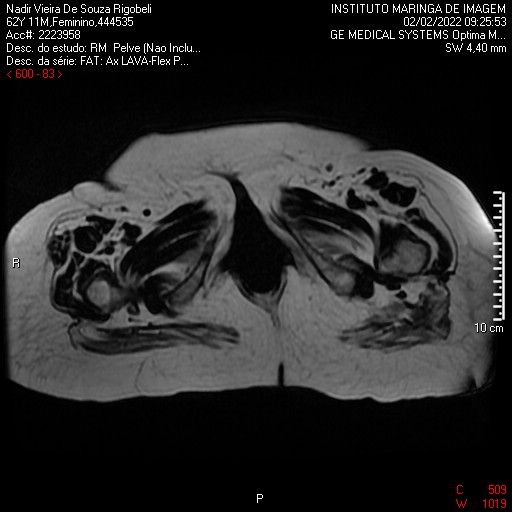 Nadir Vieira De Souza Rigobeli
62Y 11M,Feminino,444535
Acc#: 2223958
Desc. do estudo: RM Pelve (Nao Inclu...
Desc. da série: FAT: Ax LAVA-Flex P...
< 600 - 83 >
INSTITUTO MARINGA DE IMAGEM
02/02/2022 09:25:53
GE MEDICAL SYSTEMS Optima M...
SW 4,40 mm
R
10 cm
P
C 509
W 1019